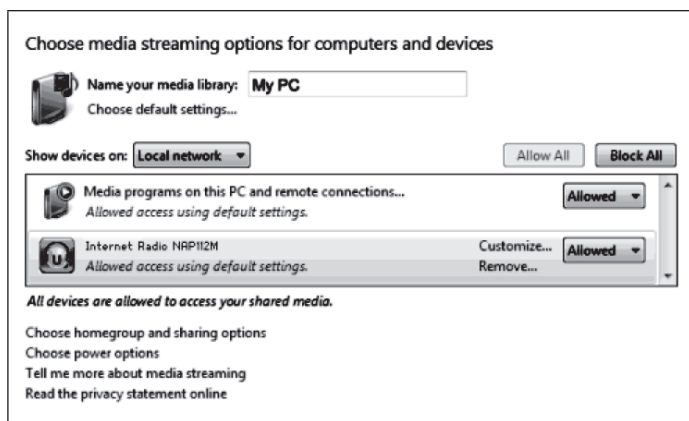 Choose media streaming options for computers and devices
Name your media library: My PC
Choose default settings...
Show devices on: Local network Allow All Block All
Media programs on this PC and remote connections... Allowed
Allowed access using default settings.
Internet Radio NRP112M Customize... Allowed
Allowed access using default settings. Remove...
All devices are allowed to access your shared media.
Choose homegroup and sharing options
Choose power options
Tell me more about media streaming
Read the privacy statement online